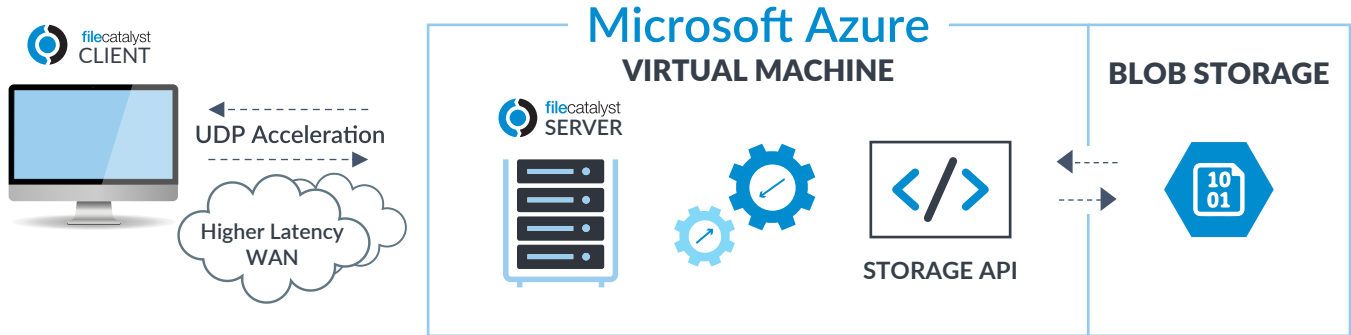 filecatalyst
CLIENT
UDP Acceleration
Higher Latency
WAN
Microsoft Azure
VIRTUAL MACHINE
filecatalyst
SERVER
STORAGE API
BLOB STORAGE
10
01